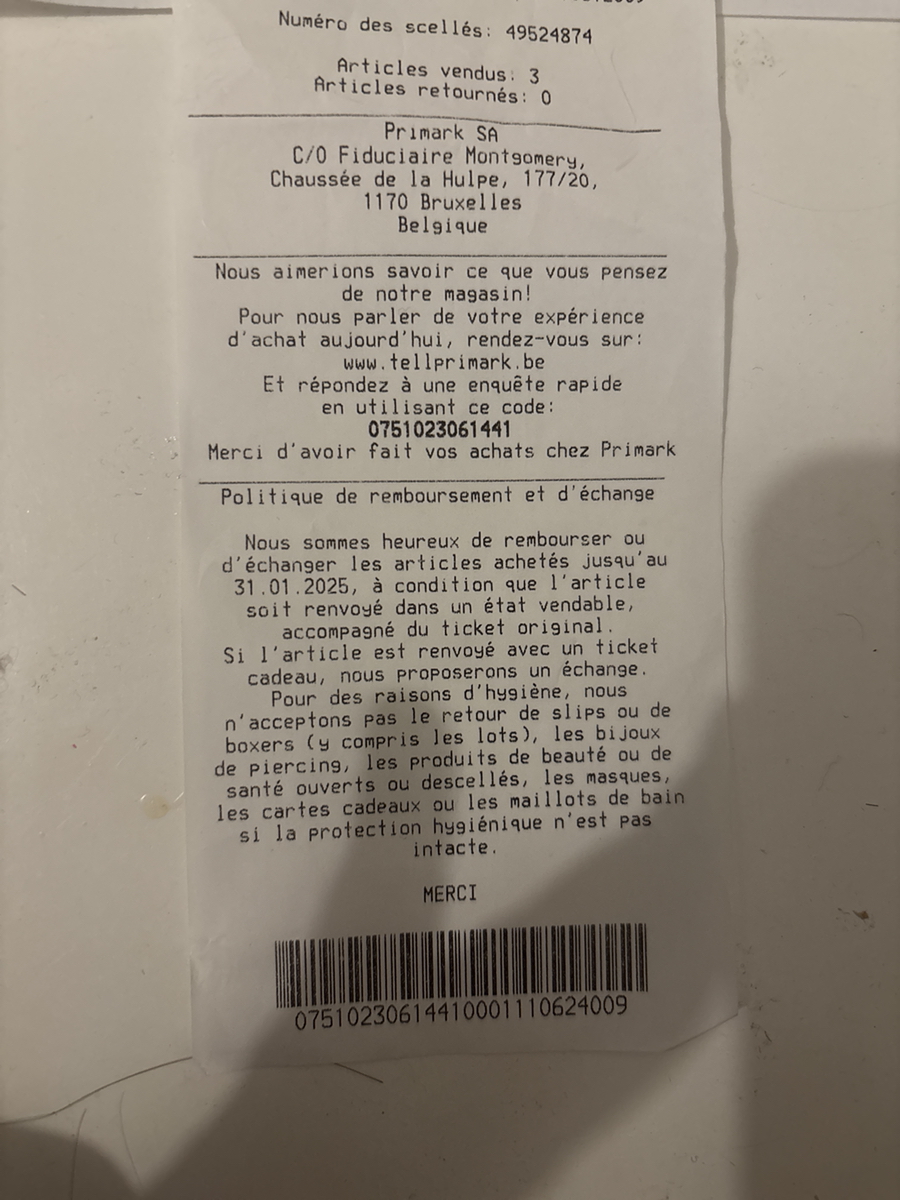 Numéro des scellés: 49524874
Articles vendus: 3
Articles retournés: 0
Primark SA
C/O Fiduciaire Montgomery,
Chaussée de la Hulpe, 177/20,
1170 Bruxelles
Belgique
Nous aimerions savoir ce que vous pensez
de notre magasin!
Pour nous parler de votre expérience
d'achat aujourd'hui, rendez-vous sur:
www.tellprimark.be
Et répondez à une enquête rapide
en utilisant ce code:
0751023061441
Merci d'avoir fait vos achats chez Primark
Politique de remboursement et d'échange
Nous sommes heureux de rembourser ou
d'échanger les articles achetés jusqu'au
31.01.2025, à condition que l'article
soit renvoyé dans un état vendable,
accompagné du ticket original.
Si l'article est renvoyé avec un ticket
cadeau, nous proposerons un échange.
Pour des raisons d'hygiène, nous
n'acceptons pas le retour de slips ou de
boxers (y compris les lots), les bijoux
de piercing, les produits de beauté ou de
santé ouverts ou descellés, les masques,
les cartes cadeaux ou les maillots de bain
si la protection hygiénique n'est pas
intacte.
MERCI
07510230614410001110624009